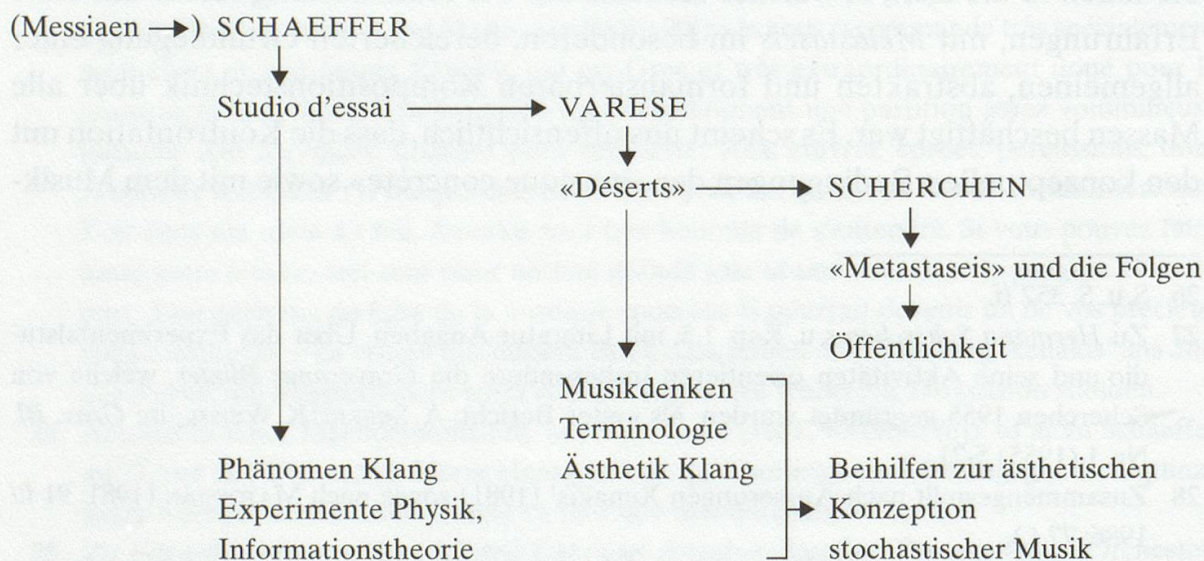 (Messiaen →) SCHAEFFER
Studio d'essai → VARESE
«Déserts» → SCHERCHEN
«Metastaseis» und die Folgen
Öffentlichkeit
Musikdenken
Terminologie
Phänomen Klang Ästhetik Klang Beihilfen zur ästhetischen
Experimente Physik, Konzeption
Informationstheorie stochastischer Musik